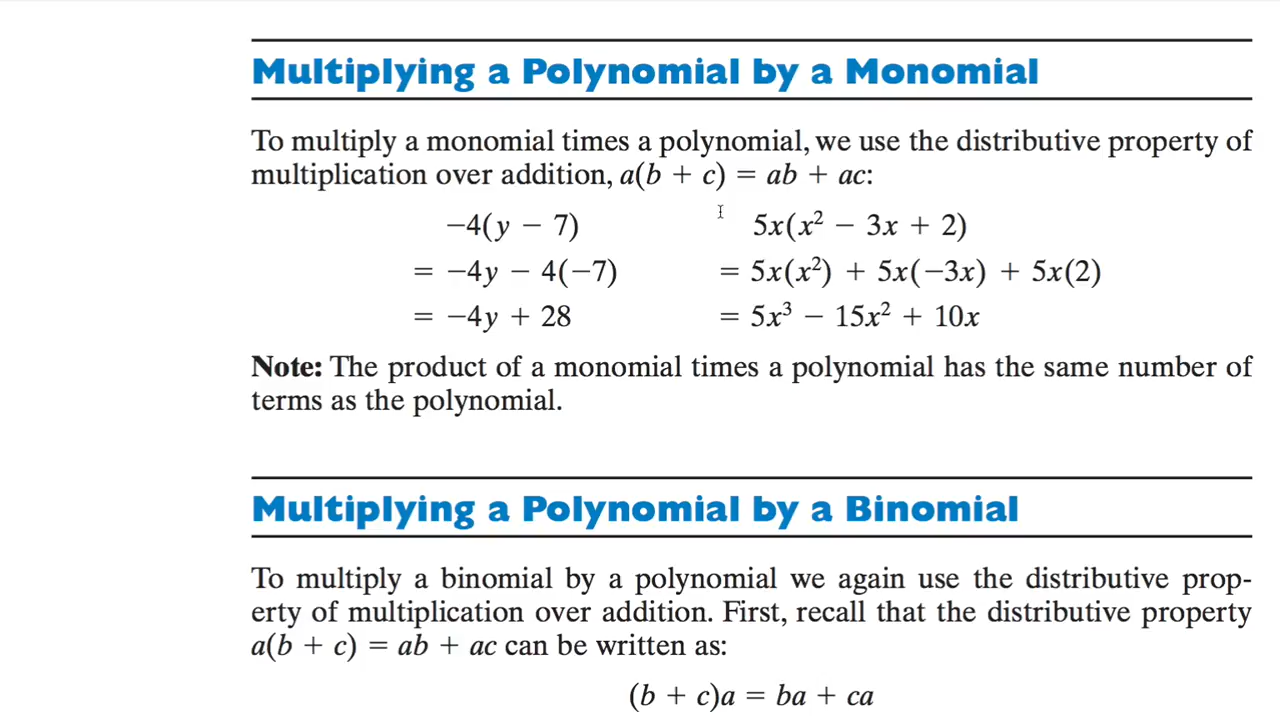 Multiplying a Polynomial by a Monomial
To multiply a monomial times a polynomial, we use the distributive property of
multiplication over addition, a(b + c) = ab + ac:
−4(y − 7)    5x(x² − 3x + 2)
= −4y − 4(−7)    = 5x(x²) + 5x(−3x) + 5x(2)
= −4y + 28    = 5x³ − 15x² + 10x
Note: The product of a monomial times a polynomial has the same number of
terms as the polynomial.
Multiplying a Polynomial by a Binomial
To multiply a binomial by a polynomial we again use the distributive prop-
erty of multiplication over addition. First, recall that the distributive property
a(b + c) = ab + ac can be written as:
(b + c)a = ba + ca